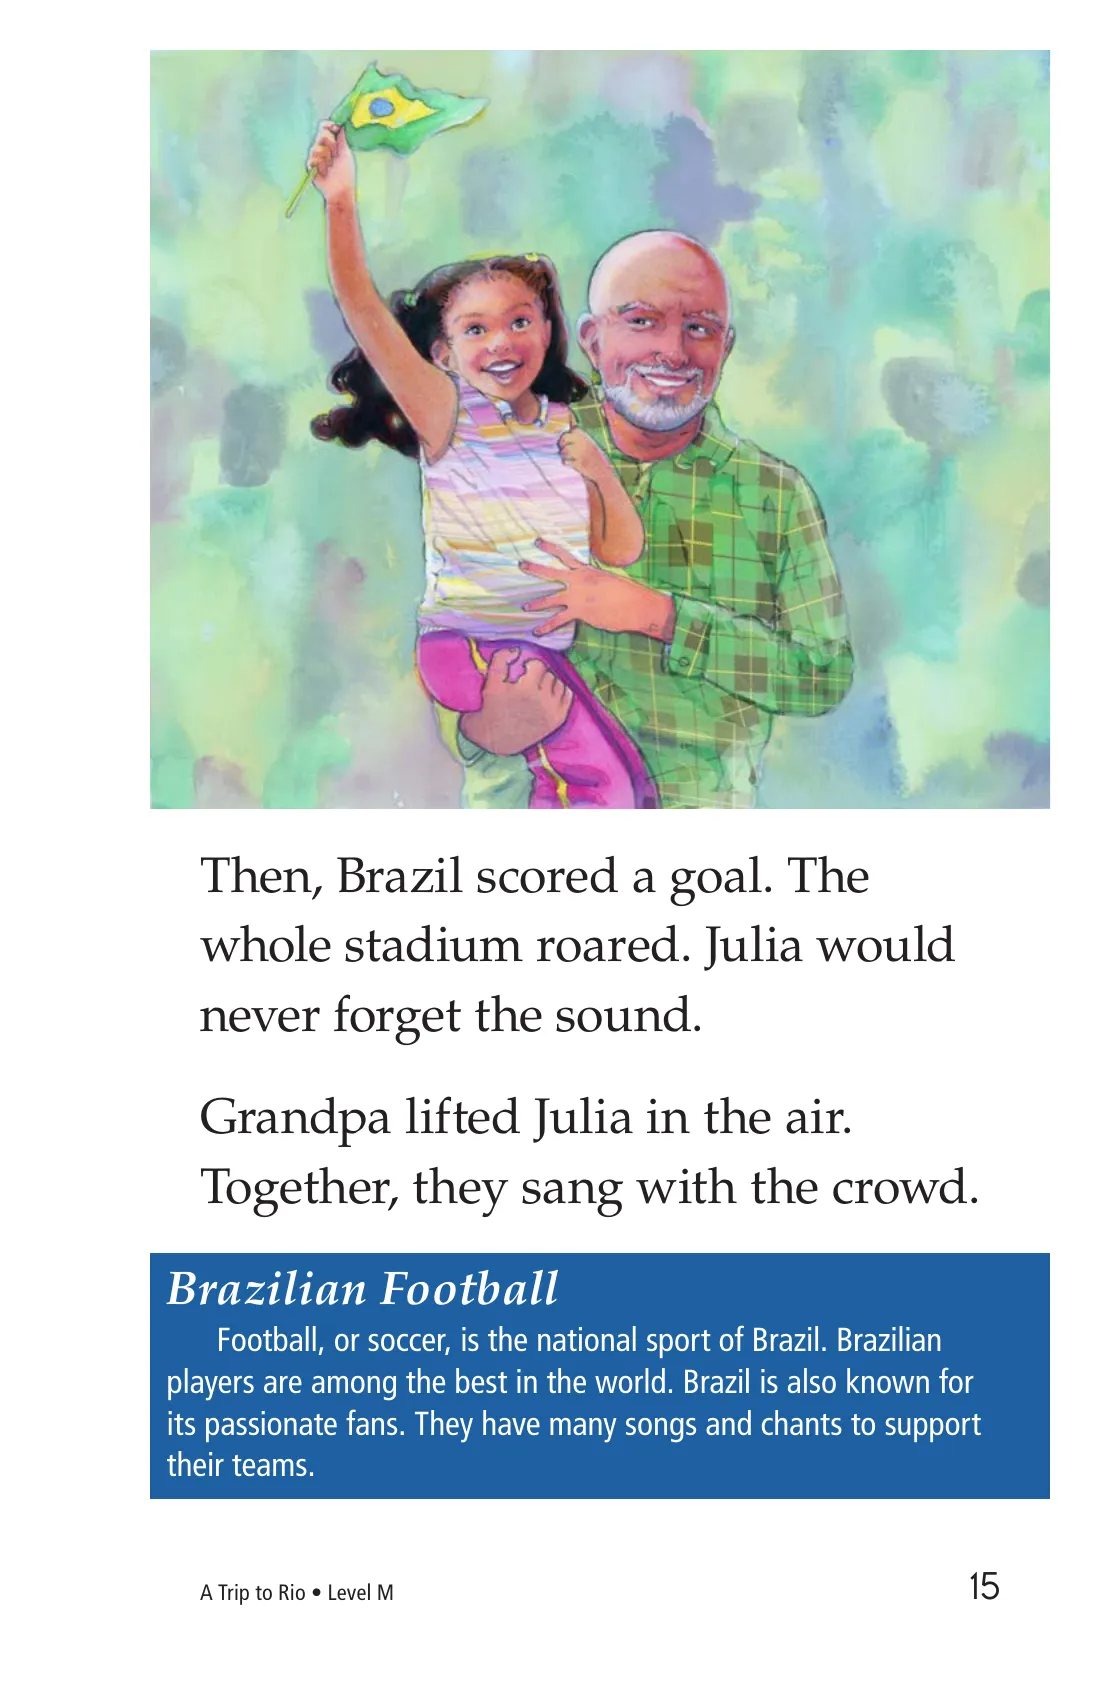 Then, Brazil scored a goal. The
whole stadium roared. Julia would
never forget the sound.
Grandpa lifted Julia in the air.
Together, they sang with the crowd.
Brazilian Football
Football, or soccer, is the national sport of Brazil. Brazilian
players are among the best in the world. Brazil is also known for
its passionate fans. They have many songs and chants to support
their teams.
A Trip to Rio • Level M
15